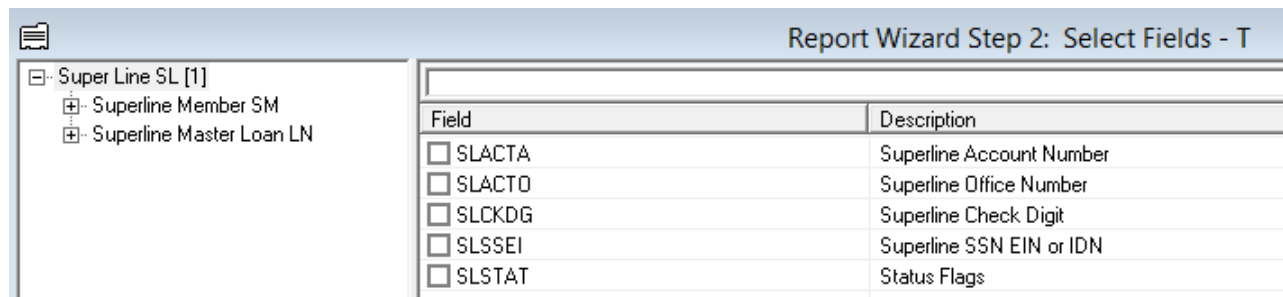 Report Wizard Step 2: Select Fields - T
Super Line SL [1]
Superline Member SM
Superline Master Loan LN
Field Description
SLACTA Superline Account Number
SLACTO Superline Office Number
SLCKDG Superline Check Digit
SLSSEI Superline SSN EIN or IDN
SLSTAT Status Flags